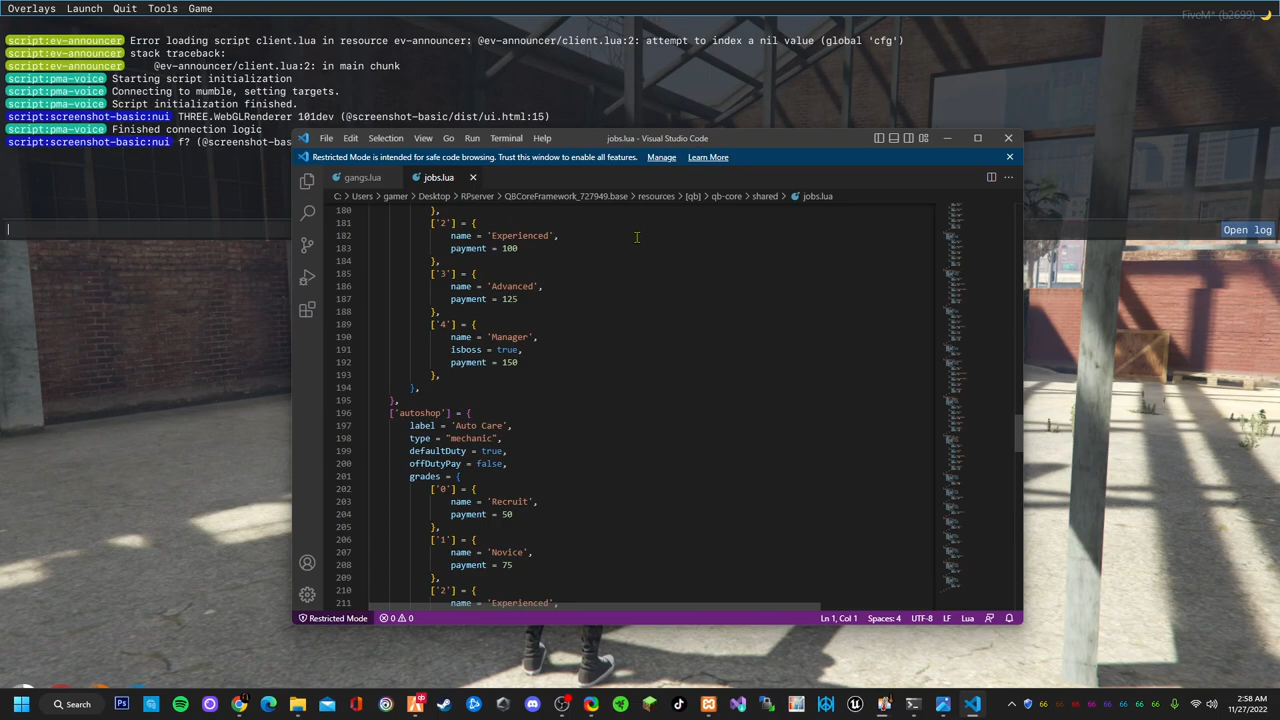 Overlays Launch Quit Tools Game
FiveM* (b2699)
script:ev-announcer Error loading script client.lua in resource ev-announcer: @ev-announcer/client.lua:2: attempt to index a nil value (global 'cfg')
script:ev-announcer stack traceback:
script:ev-announcer @ev-announcer/client.lua:2: in main chunk
script:pma-voice Starting script initialization
script:pma-voice Connecting to mumble, setting targets.
script:pma-voice Script initialization finished.
script:screenshot-basic:nui THREE.WebGLRenderer 101dev (@screenshot-basic/dist/ui.html:15)
script:pma-voice Finished connection logic
script:screenshot-basic:nui f? (@screenshot-bas
Open log
File Edit Selection View Go Run Terminal Help
jobs.lua - Visual Studio Code
Restricted Mode is intended for safe code browsing. Trust this window to enable all features. Manage Learn More
gangs.lua jobs.lua
C: > Users > gamer > Desktop > RPserver > QBCoreFramework_727949.base > resources > [qb] > qb-core > shared > jobs.lua
180 },
181 ['2'] = {
182 name = 'Experienced',
183 payment = 100
184 },
185 ['3'] = {
186 name = 'Advanced',
187 payment = 125
188 },
189 ['4'] = {
190 name = 'Manager',
191 isboss = true,
192 payment = 150
193 },
194 },
195 },
196 ['autoshop'] = {
197 label = 'Auto Care',
198 type = "mechanic",
199 defaultDuty = true,
200 offDutyPay = false,
201 grades = {
202 ['0'] = {
203 name = 'Recruit',
204 payment = 50
205 },
206 ['1'] = {
207 name = 'Novice',
208 payment = 75
209 },
210 ['2'] = {
211 name = 'Experienced',
Restricted Mode 0 0 Ln 1, Col 1 Spaces: 4 UTF-8 LF Lua
Search
2:58 AM
11/27/2022